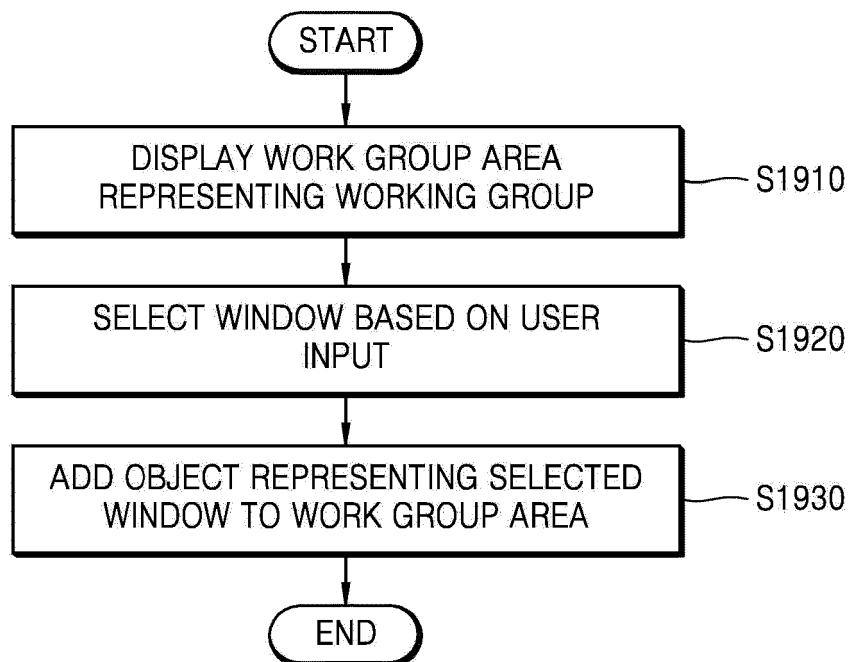 START
DISPLAY WORK GROUP AREA
REPRESENTING WORKING GROUP
S1910
SELECT WINDOW BASED ON USER
INPUT
S1920
ADD OBJECT REPRESENTING SELECTED
WINDOW TO WORK GROUP AREA
S1930
END